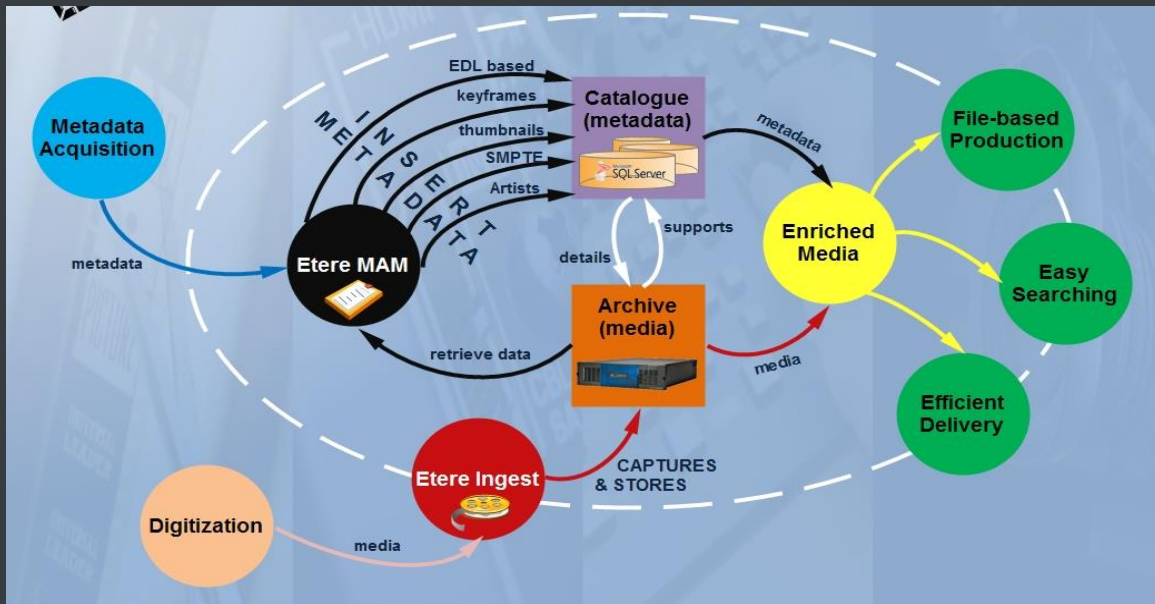 EDL based
keyframes
thumbnails
SMPTE
Artists
INSERT
METADATA
Catalogue
(metadata)
Microsoft
SQL Server
metadata
File-based
Production
Metadata
Acquisition
metadata
Etere MAM
details
supports
Enriched
Media
Easy
Searching
Archive
(media)
retrieve data
media
Efficient
Delivery
Etere Ingest
CAPTURES
& STORES
Digitization
media